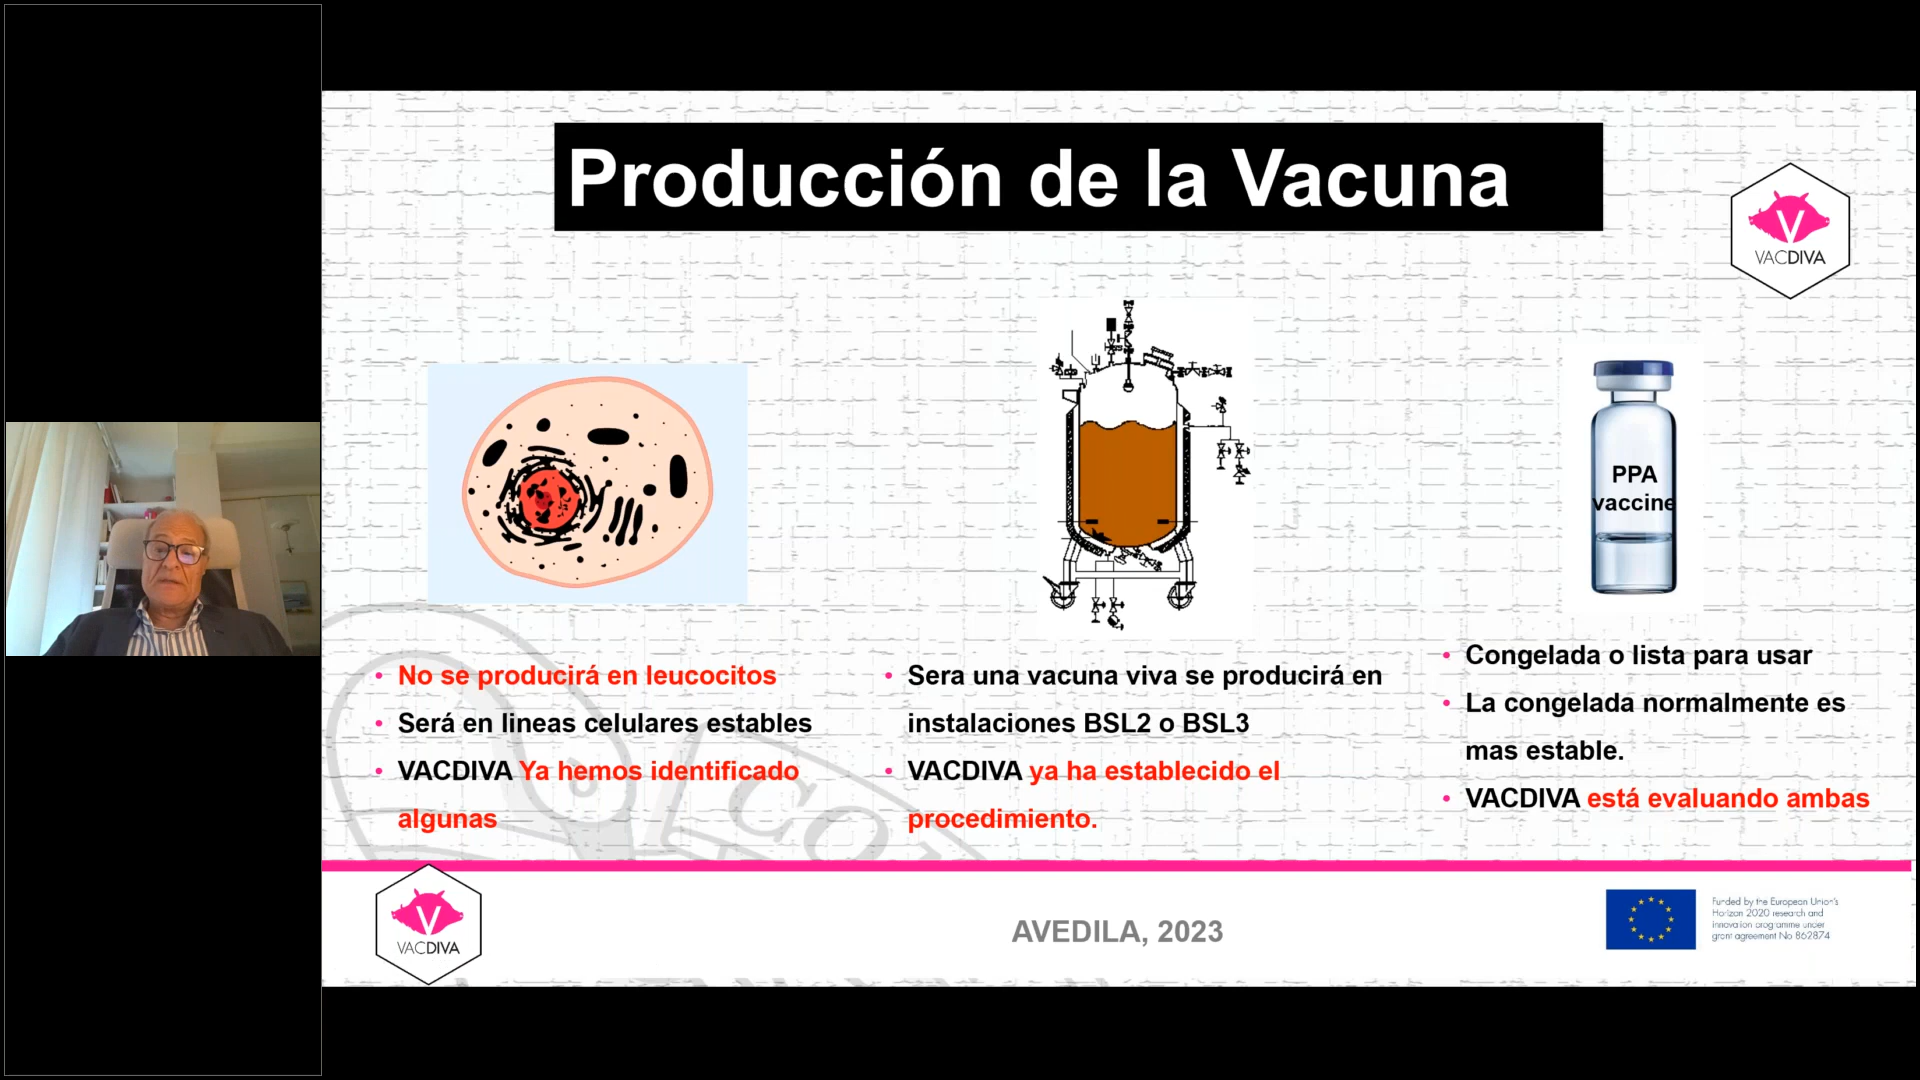 Producción de la Vacuna
V
VACDIVA
PPA
vaccine
No se producirá en leucocitos
Será en lineas celulares estables
VACDIVA Ya hemos identificado
algunas
Sera una vacuna viva se producirá en
instalaciones BSL2 o BSL3
VACDIVA ya ha establecido el
procedimiento.
Congelada o lista para usar
La congelada normalmente es
mas estable.
VACDIVA está evaluando ambas
V
VACDIVA
AVEDILA, 2023
Funded by the European Union's
Horizon 2020 research and
innovation programme under
grant agreement No 862874